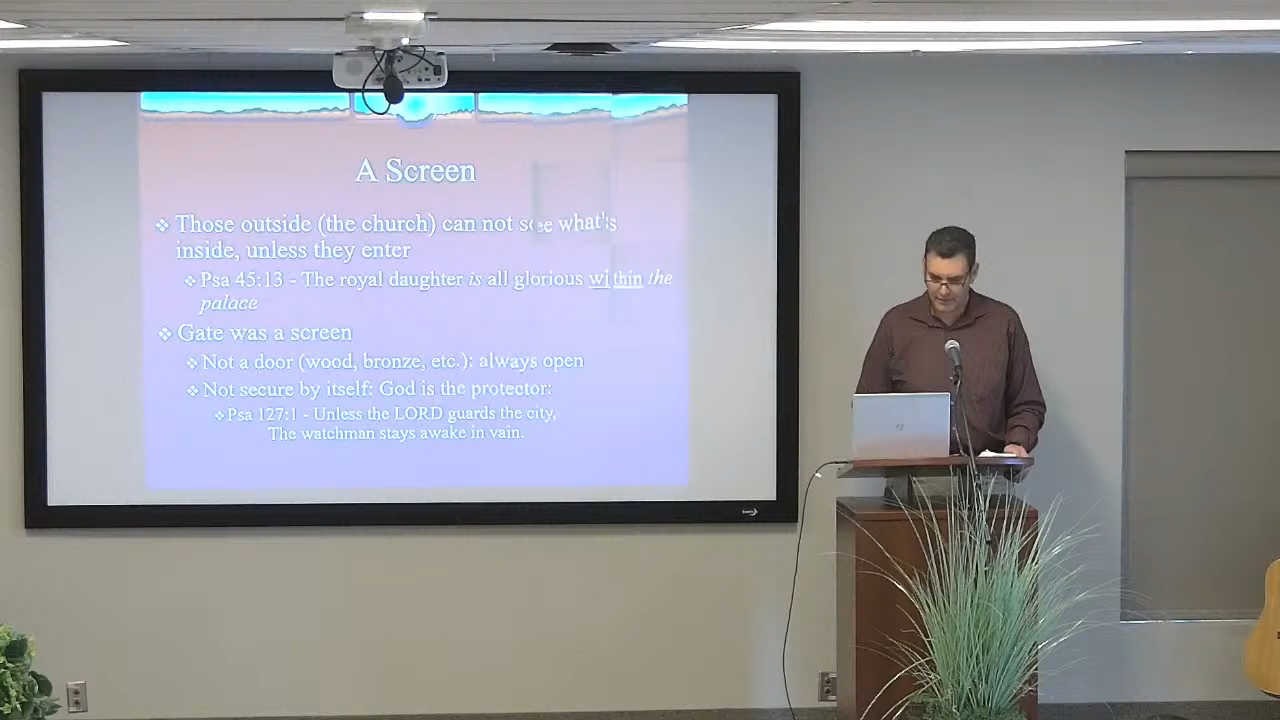 A Screen
❖ Those outside (the church) can not see what's
inside, unless they enter
❖ Psa 45:13 - The royal daughter is all glorious within the
palace
❖ Gate was a screen
❖ Not a door (wood, bronze, etc.): always open
❖ Not secure by itself: God is the protector:
❖ Psa 127:1 - Unless the LORD guards the city,
The watchman stays awake in vain.